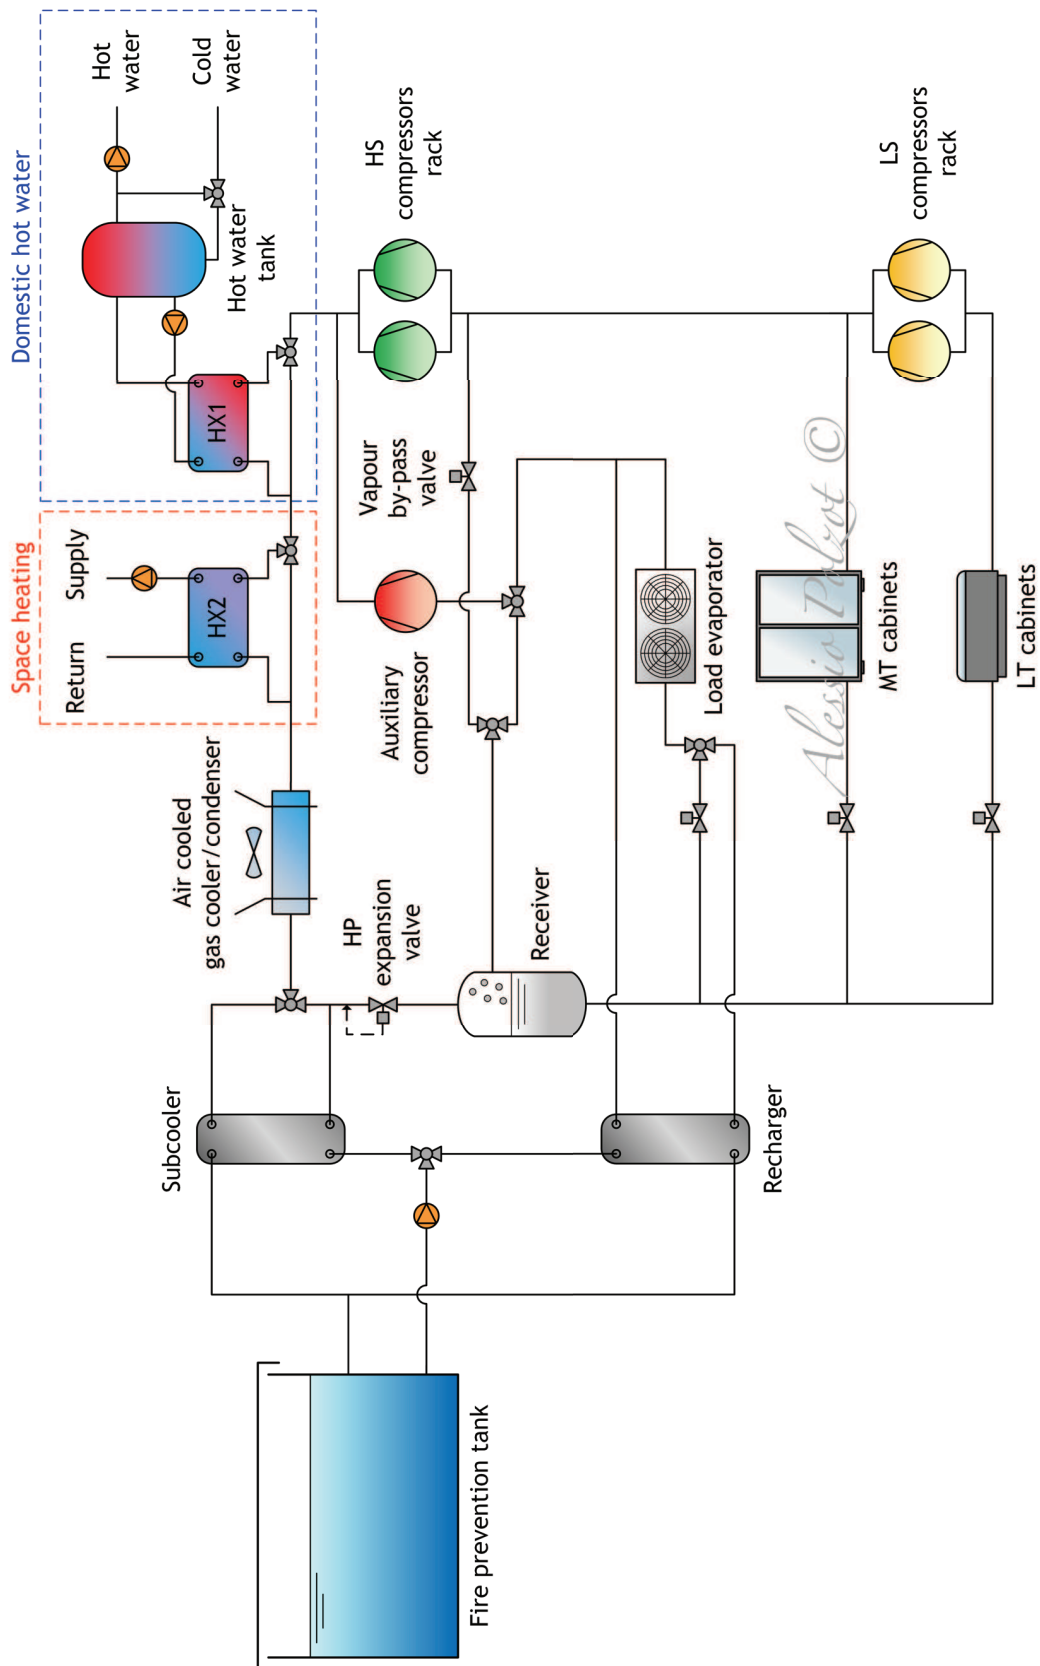 Domestic hot water
Space heating
Hot
water
Cold
water
Hot water
tank
HX1
Supply
Return
HX2
Air cooled
gas cooler/condenser
HS
compressors
rack
LS
compressors
rack
Vapour
by-pass
valve
Auxiliary
compressor
HP
expansion
valve
Receiver
Load evaporator
MT cabinets
LT cabinets
Subcooler
Recharger
Fire prevention tank
Alessio Polzot ©